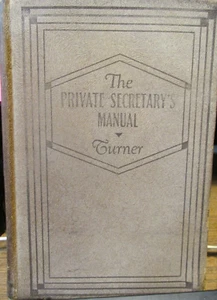 The
PRIVATE SECRETARY'S
MANUAL
Turner